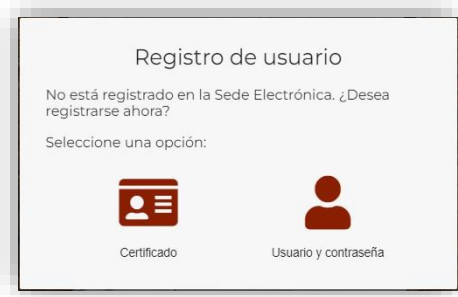 Registro de usuario
No está registrado en la Sede Electrónica. ¿Desea
registrarse ahora?
Seleccione una opción:
Certificado
Usuario y contraseña